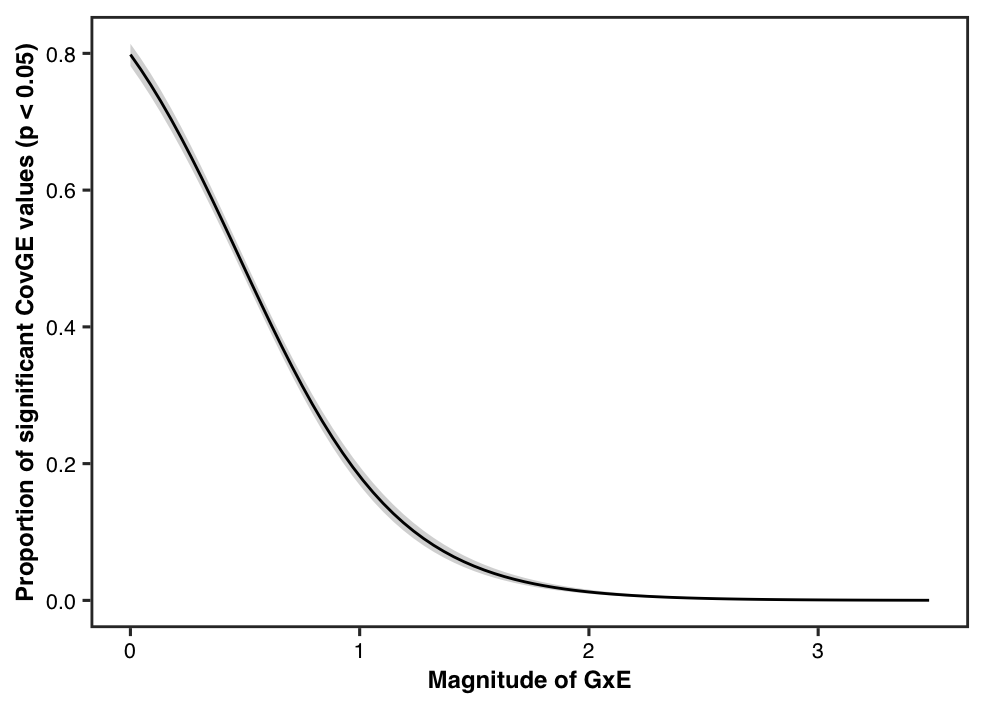 Proportion of significant CovGE values (p < 0.05)
0.8
0.6
0.4
0.2
0.0
0 1 2 3
Magnitude of GxE